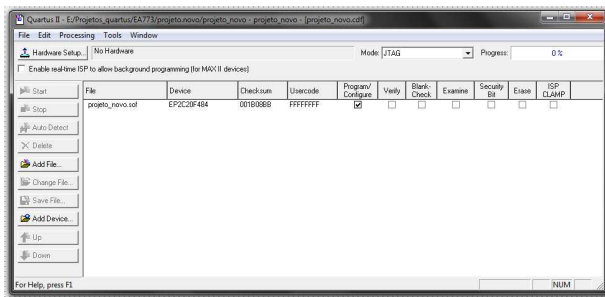 Quartus II - E:/Projetos_quartus/EA773/projeto.novo/projeto_novo - projeto_novo - [projeto_novo.cdf]
File Edit Processing Tools Window
Hardware Setup... No Hardware Mode: JTAG Progress: 0 %
Enable real-time ISP to allow background programming (for MAX II devices)
Start
Stop
Auto Detect
Delete
Add File...
Change File...
Save File...
Add Device...
Up
Down
File Device Checksum Usercode Program/Configure Verify Blank-Check Examine Security Bit Erase ISP CLAMP
projeto_novo.sof EP2C20F484 001B08BB FFFFFFFF
For Help, press F1 NUM